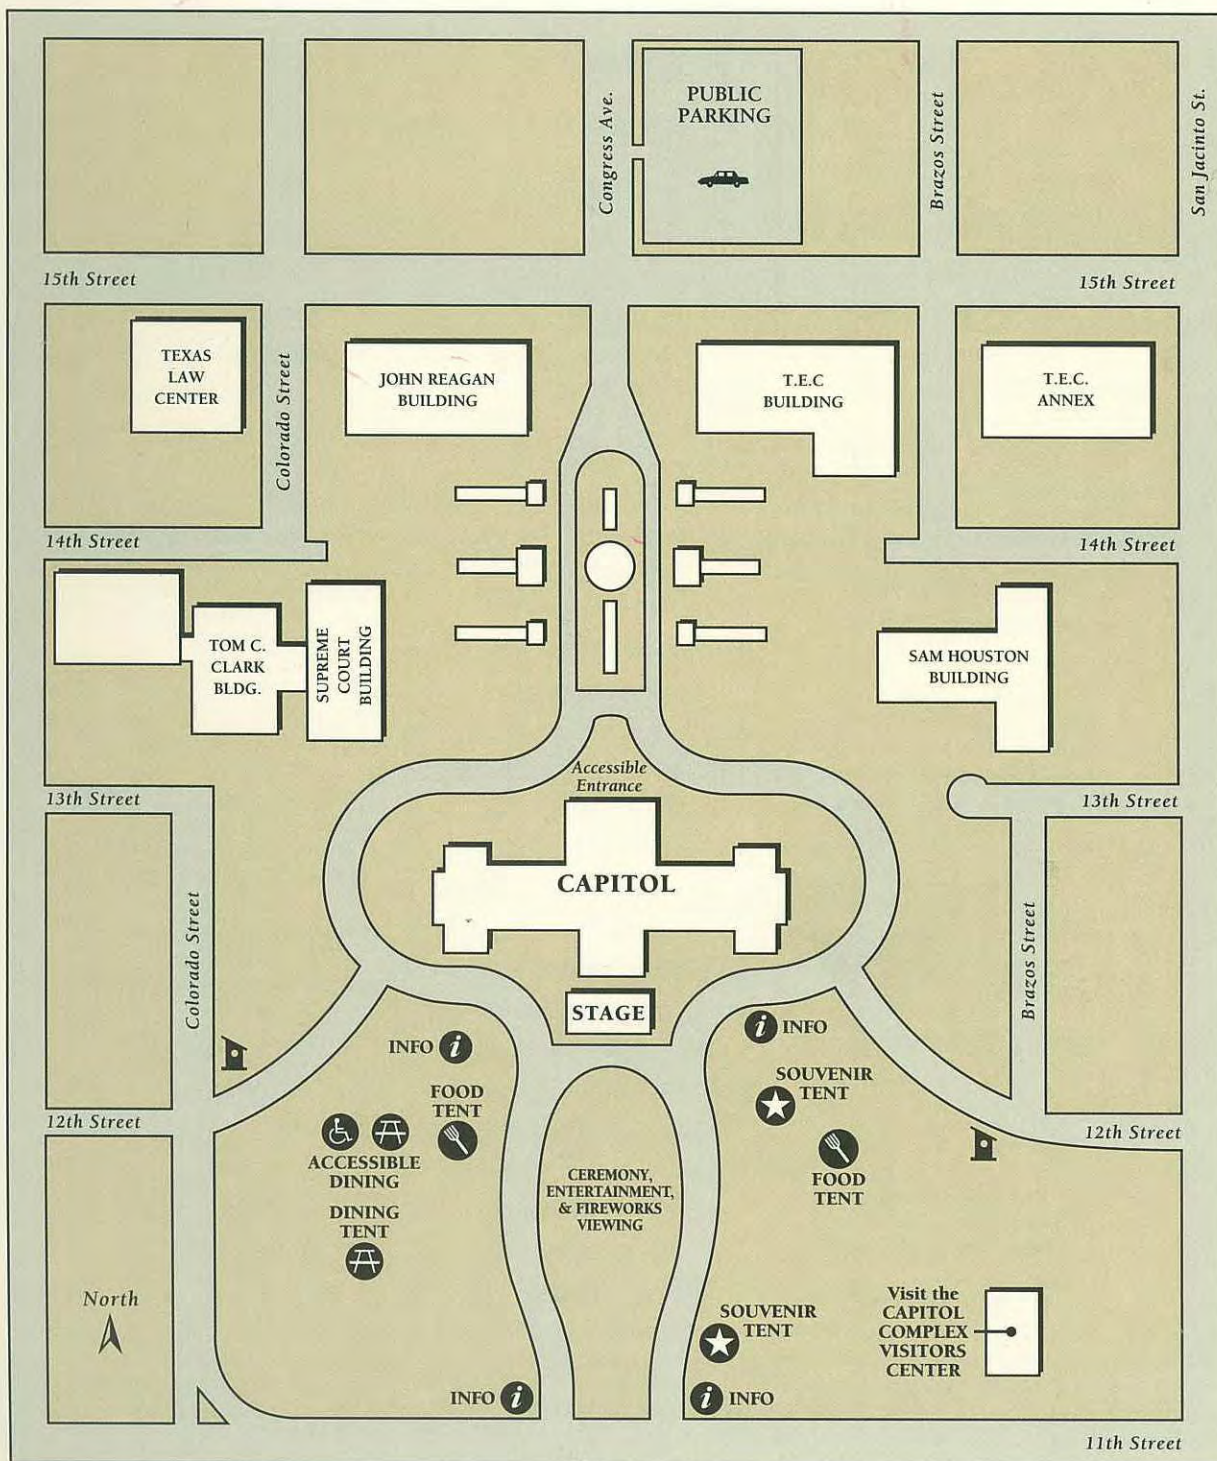 PUBLIC
PARKING
Congress Ave.
Brazos Street
San Jacinto St.
15th Street
15th Street
TEXAS
LAW
CENTER
Colorado Street
JOHN REAGAN
BUILDING
T.E.C
BUILDING
T.E.C.
ANNEX
14th Street
14th Street
TOM C.
CLARK
BLDG.
SUPREME
COURT
BUILDING
SAM HOUSTON
BUILDING
Accessible
Entrance
13th Street
13th Street
CAPITOL
Colorado Street
Brazos Street
STAGE
INFO i
i INFO
FOOD
TENT
SOUVENIR
TENT
12th Street
12th Street
ACCESSIBLE
DINING
FOOD
TENT
CEREMONY,
ENTERTAINMENT,
& FIREWORKS
VIEWING
DINING
TENT
North
SOUVENIR
TENT
Visit the
CAPITOL
COMPLEX
VISITORS
CENTER
INFO i
i INFO
11th Street